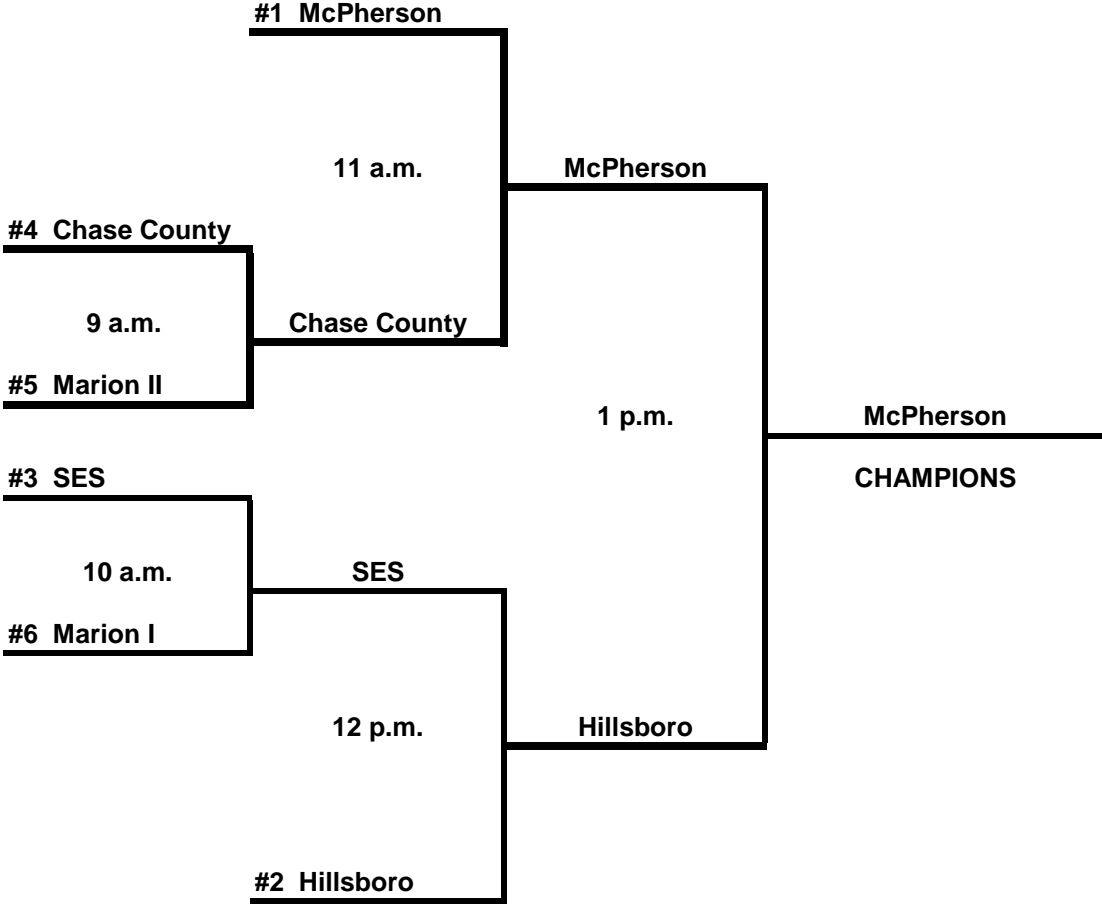 #1 McPherson
11 a.m.
McPherson
#4 Chase County
9 a.m.
Chase County
#5 Marion II
1 p.m.
McPherson
#3 SES
CHAMPIONS
10 a.m.
SES
#6 Marion I
12 p.m.
Hillsboro
#2 Hillsboro